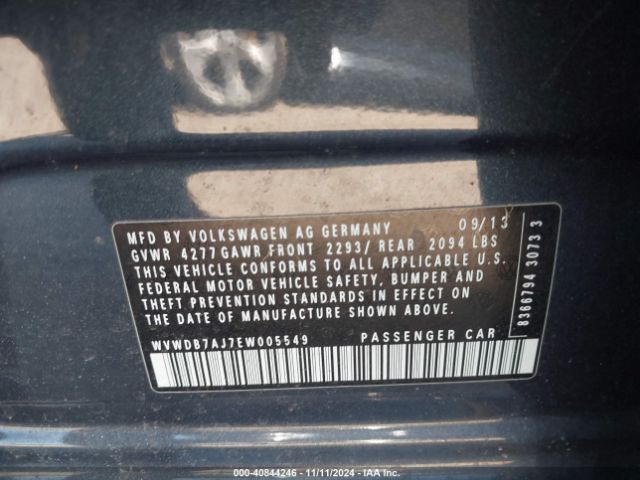 MFD BY VOLKSWAGEN AG GERMANY 09/13
GVWR 4277 GAWR FRONT 2293/ REAR 2094 LBS
THIS VEHICLE CONFORMS TO ALL APPLICABLE U.S.
FEDERAL MOTOR VEHICLE SAFETY, BUMPER AND
THEFT PREVENTION STANDARDS IN EFFECT ON
THE DATE OF MANUFACTURE SHOWN ABOVE.
WVWDB7AJ7EW005549 PASSENGER CAR
8366794 3073 3
000-40844246 - 11/11/2024 - IAA Inc.